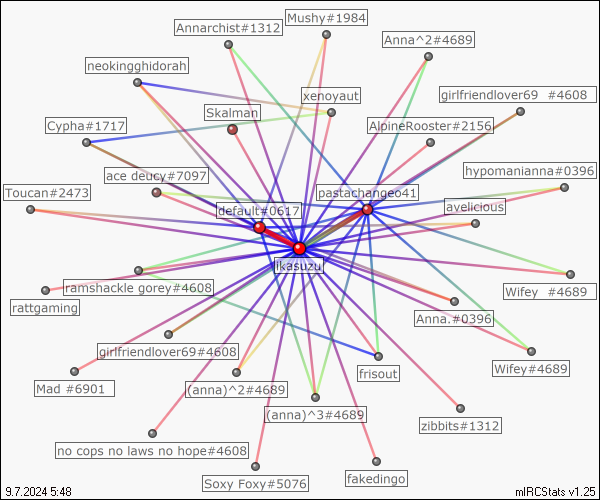 Mushy#1984
Annarchist#1312
Anna^2#4689
neokingghidorah
xenoyaut
girlfriendlover69 #4608
Skalman
Cypha#1717
AlpineRooster#2156
ace debcy#7097
hypomanianna#0396
Toucan#2473
pastachangeo41
default#0617
avelicious
ikasuzu
ramshackle gorey#4608
Wifey #4689
rattgaming
Anna.#0396
girlfriendlover69#4608
Wifey#4689
frisout
Mad #6901
(anna)^2#4689
(anna)^3#4689
zibbits#1312
no cops no laws no hope#4608
fakedingo
Soxy Foxy#5076
9.7.2024 5:48
mIRCStats v1.25